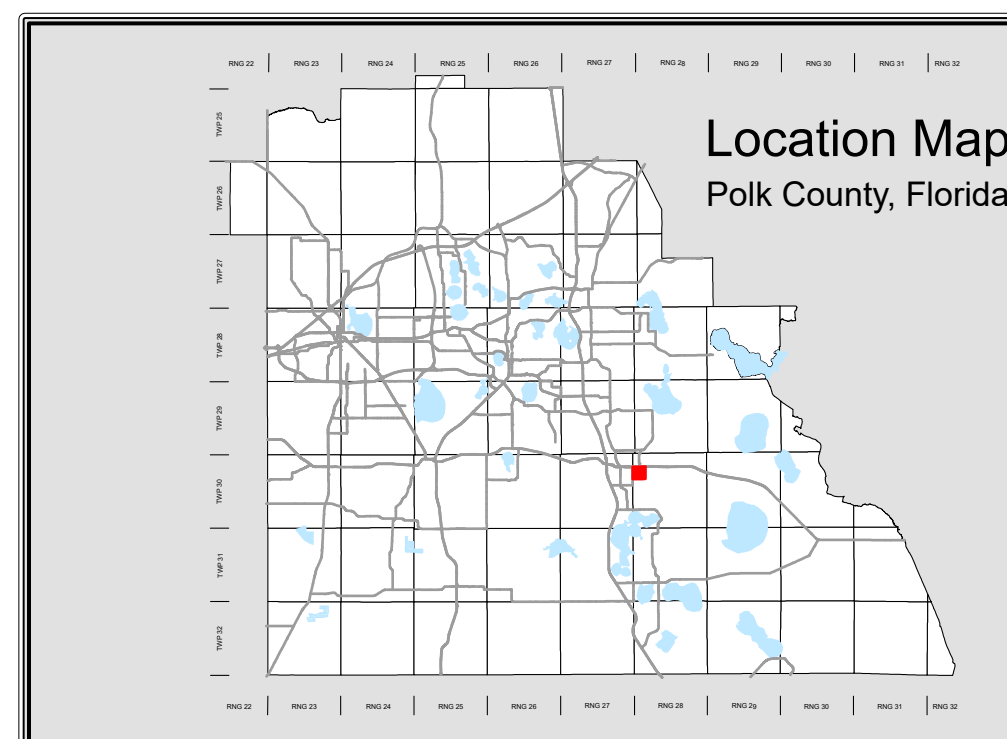 RNG 22 RNG 23 RNG 24 RNG 25 RNG 26 RNG 27 RNG 28 RNG 29 RNG 30 RNG 31 RNG 32
Location Map
Polk County, Florida
TWP 25
TWP 26
TWP 27
TWP 28
TWP 29
TWP 30
TWP 31
TWP 32
RNG 22 RNG 23 RNG 24 RNG 25 RNG 26 RNG 27 RNG 28 RNG 29 RNG 30 RNG 31 RNG 32